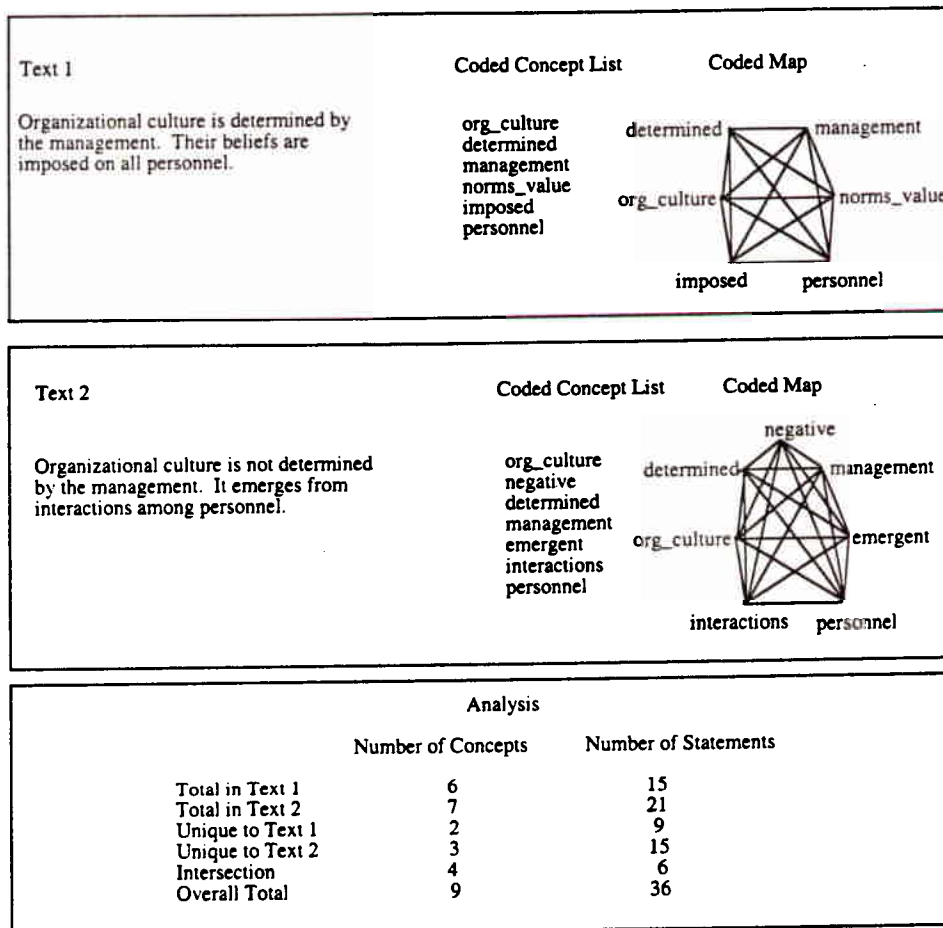 Text 1
Coded Concept List
Coded Map
Organizational culture is determined by
the management. Their beliefs are
imposed on all personnel.
org_culture
determined
management
norms_value
imposed
personnel
determined
management
org_culture
norms_value
imposed
personnel
Text 2
Coded Concept List
Coded Map
Organizational culture is not determined
by the management. It emerges from
interactions among personnel.
org_culture
negative
determined
management
emergent
interactions
personnel
negative
determined
management
org_culture
emergent
interactions
personnel
Analysis
Number of Concepts Number of Statements
Total in Text 1 6 15
Total in Text 2 7 21
Unique to Text 1 2 9
Unique to Text 2 3 15
Intersection 4 6
Overall Total 9 36